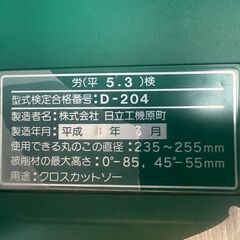 労(平5.3)検
型式検定合格番号：D-204
製造者名：株式会社 日立工機原町
製造年月： 平成 年 3月
使用できる丸のこの直径：235～255mm
被削材の最大高さ：0°85, 45°55mm
用途：クロスカットソー